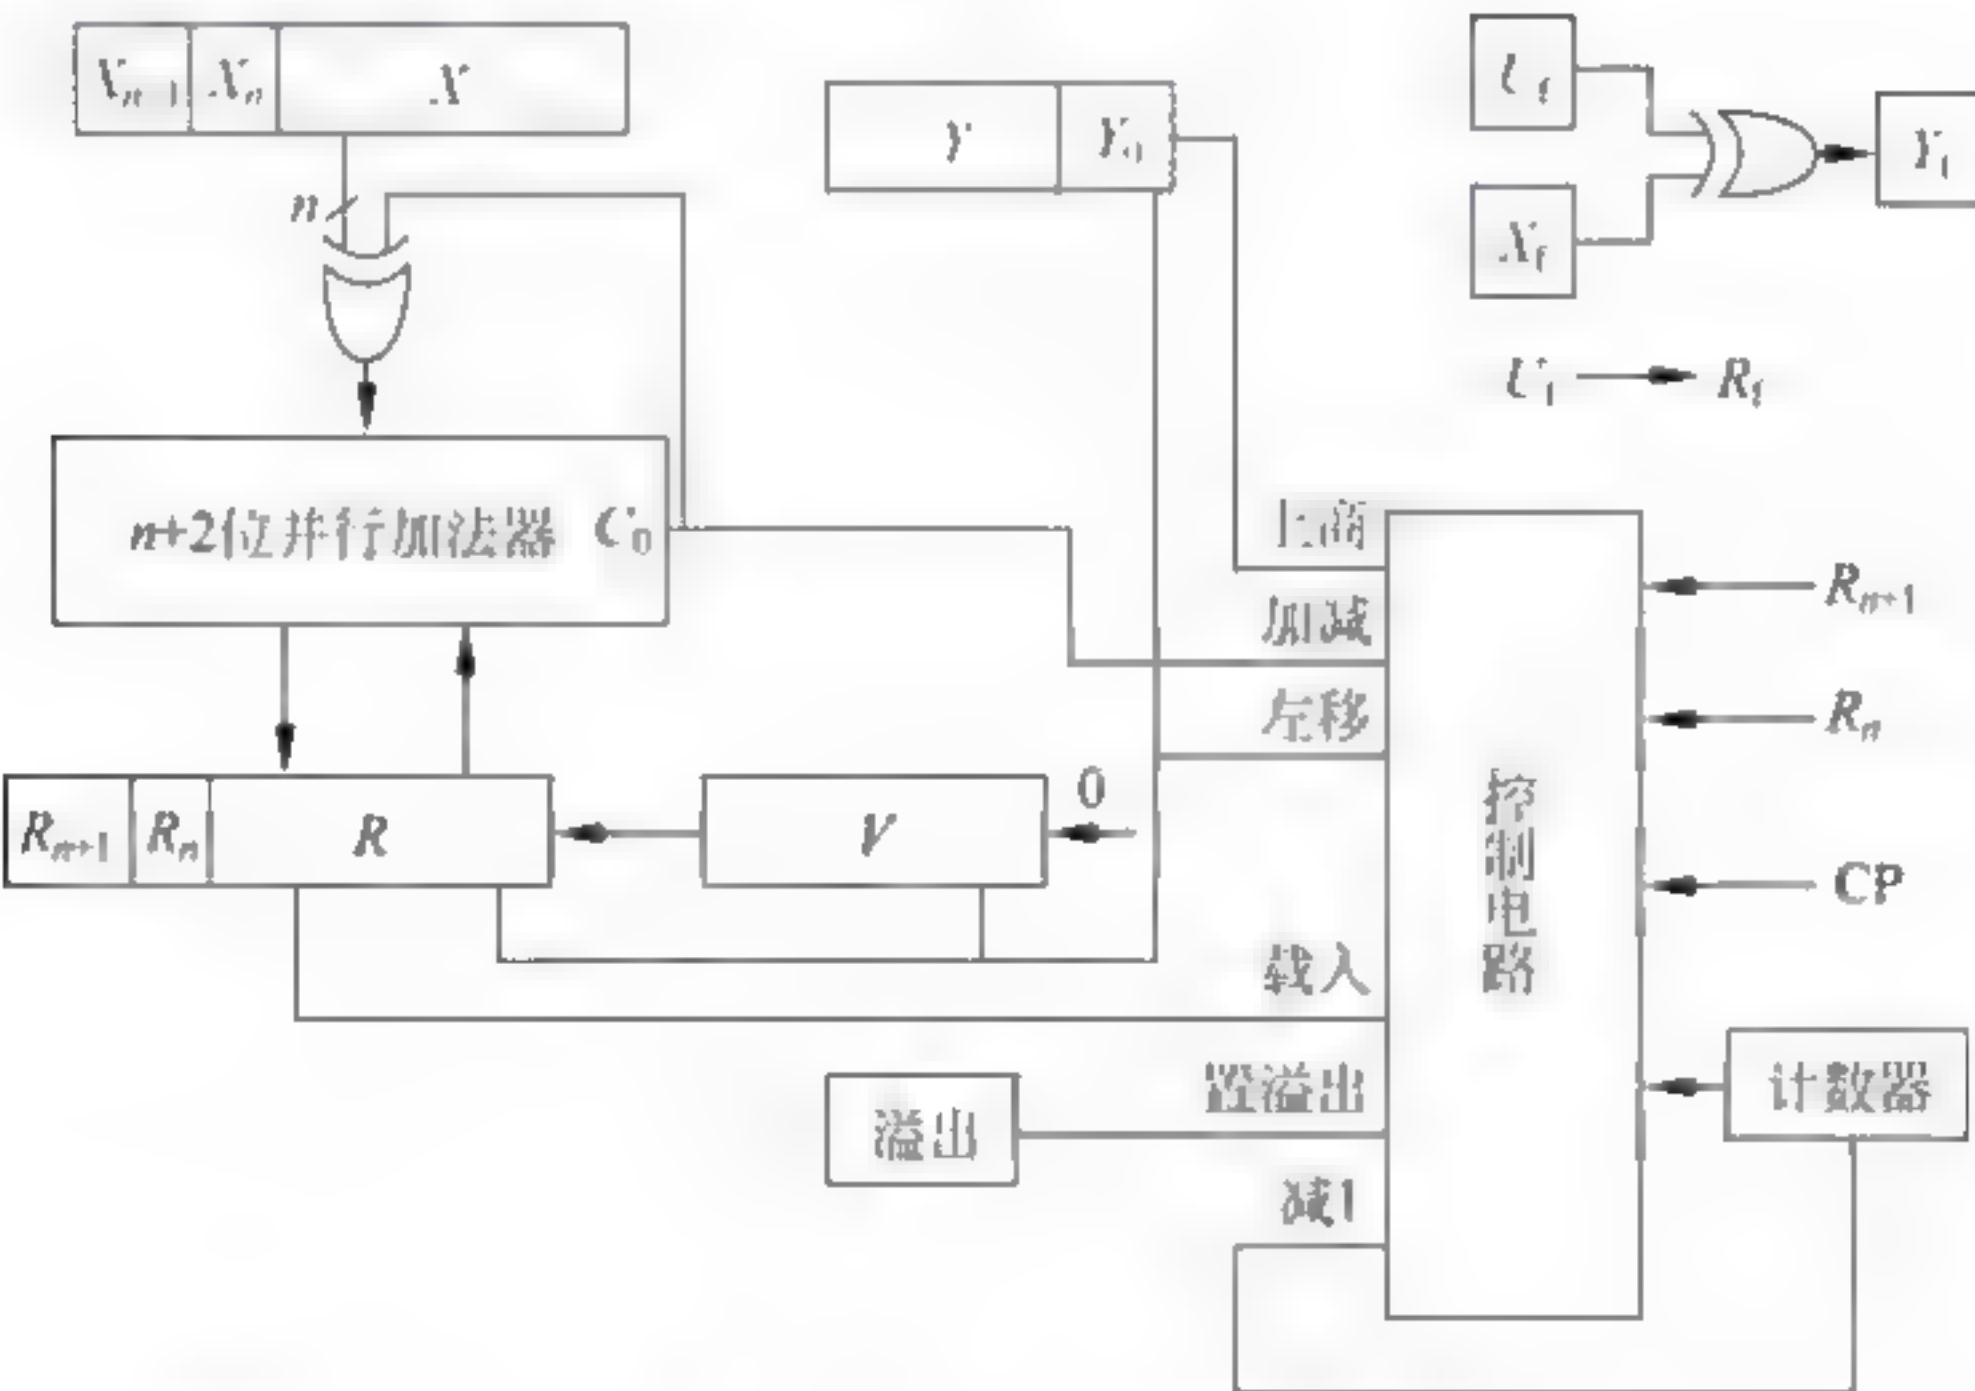 X_n
X
n
Y
Y_0
X_f
Y_f
U_f
R_f
n+2位并行加法器 C_0
上商
加减
左移
载入
置溢出
减1
控制电路
R_{n+1}
R_n
CP
计数器
R_{n+1}
R_n
R
V
0
溢出